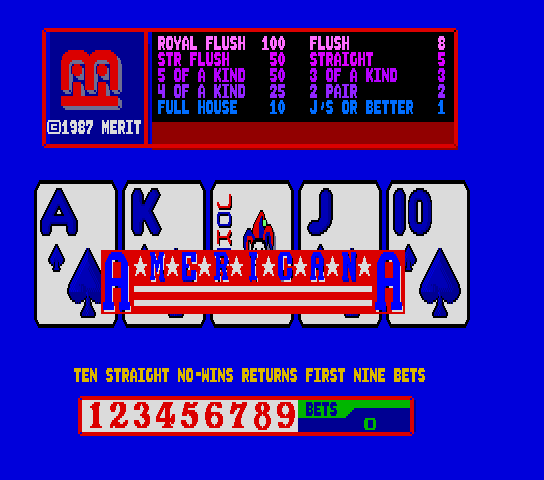 ROYAL FLUSH 100 FLUSH 8
STR FLUSH 50 STRAIGHT 5
5 OF A KIND 50 3 OF A KIND 3
4 OF A KIND 25 2 PAIR 2
FULL HOUSE 10 J'S OR BETTER 1
©1987 MERIT
A K JOK J 10
AMERICANA
TEN STRAIGHT NO-WINS RETURNS FIRST NINE BETS
123456789 BETS
0